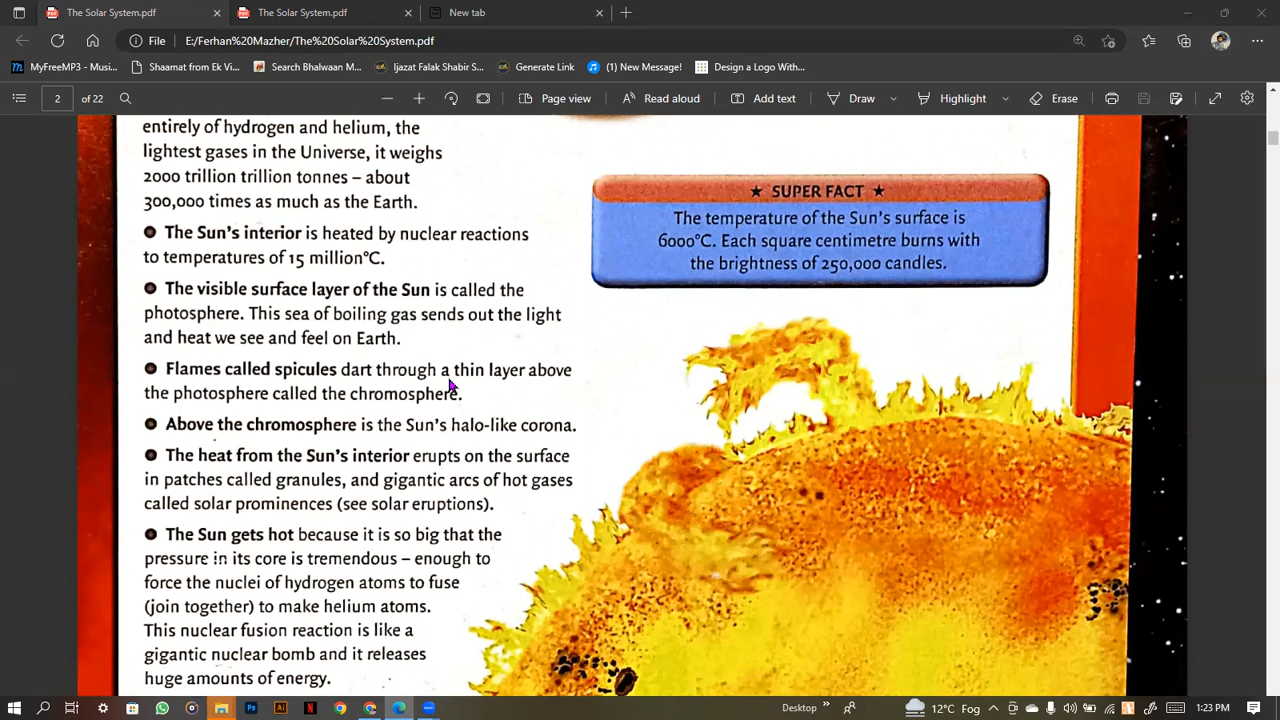 The Solar System.pdf
The Solar System.pdf
New tab
File
E:/Ferhan%20Mazher/The%20Solar%20System.pdf
MyFreeMP3 - Musi...
Shaamat from Ek Vi...
Search Bhalwaan M...
Ijazat Falak Shabir S...
Generate Link
(1) New Message!
Design a Logo With...
2
of 22
Page view
Read aloud
Add text
Draw
Highlight
Erase
entirely of hydrogen and helium, the
lightest gases in the Universe, it weighs
2000 trillion trillion tonnes – about
300,000 times as much as the Earth.
The Sun's interior is heated by nuclear reactions
to temperatures of 15 million°C.
The visible surface layer of the Sun is called the
photosphere. This sea of boiling gas sends out the light
and heat we see and feel on Earth.
Flames called spicules dart through a thin layer above
the photosphere called the chromosphere.
Above the chromosphere is the Sun's halo-like corona.
The heat from the Sun's interior erupts on the surface
in patches called granules, and gigantic arcs of hot gases
called solar prominences (see solar eruptions).
The Sun gets hot because it is so big that the
pressure in its core is tremendous – enough to
force the nuclei of hydrogen atoms to fuse
(join together) to make helium atoms.
This nuclear fusion reaction is like a
gigantic nuclear bomb and it releases
huge amounts of energy.
★ SUPER FACT ★
The temperature of the Sun's surface is
6000°C. Each square centimetre burns with
the brightness of 250,000 candles.
Desktop
12°C Fog
1:23 PM